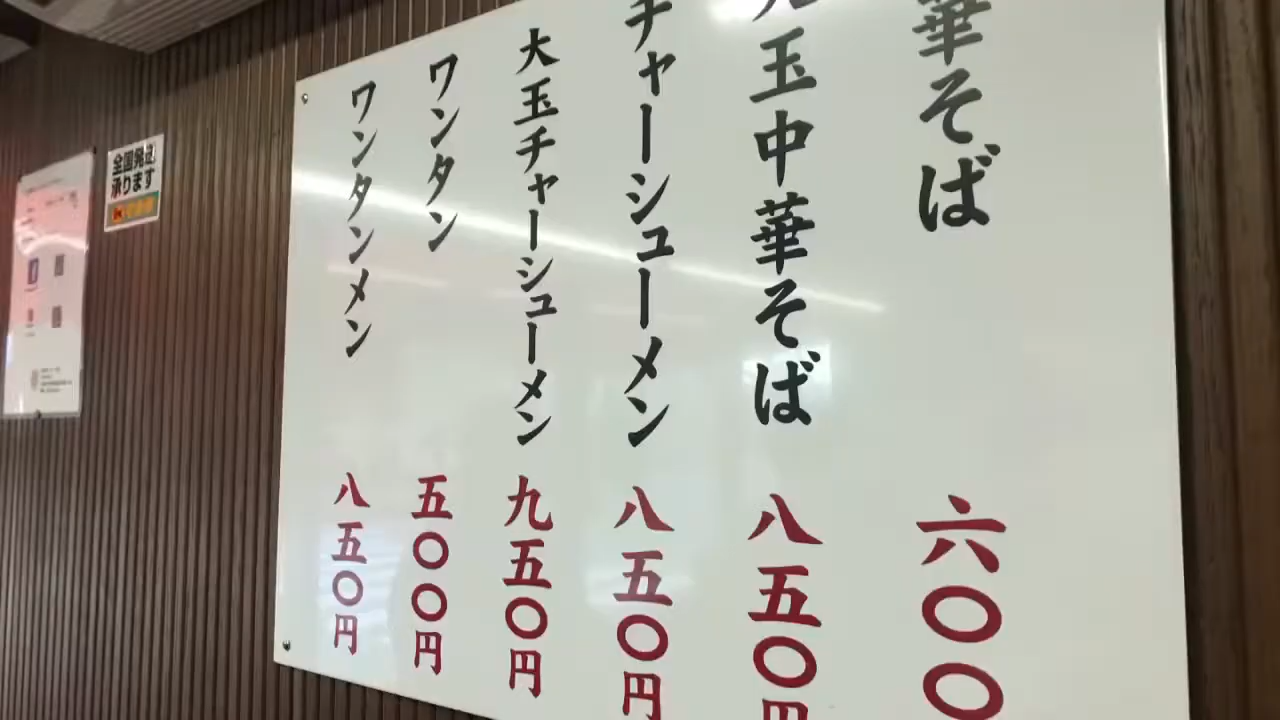 華そば 六〇〇
玉中華そば 八五〇円
チャーシューメン 八五〇円
大玉チャーシューメン 九五〇円
ワンタン 五〇〇円
ワンタンメン 八五〇円
全国発送
承ります